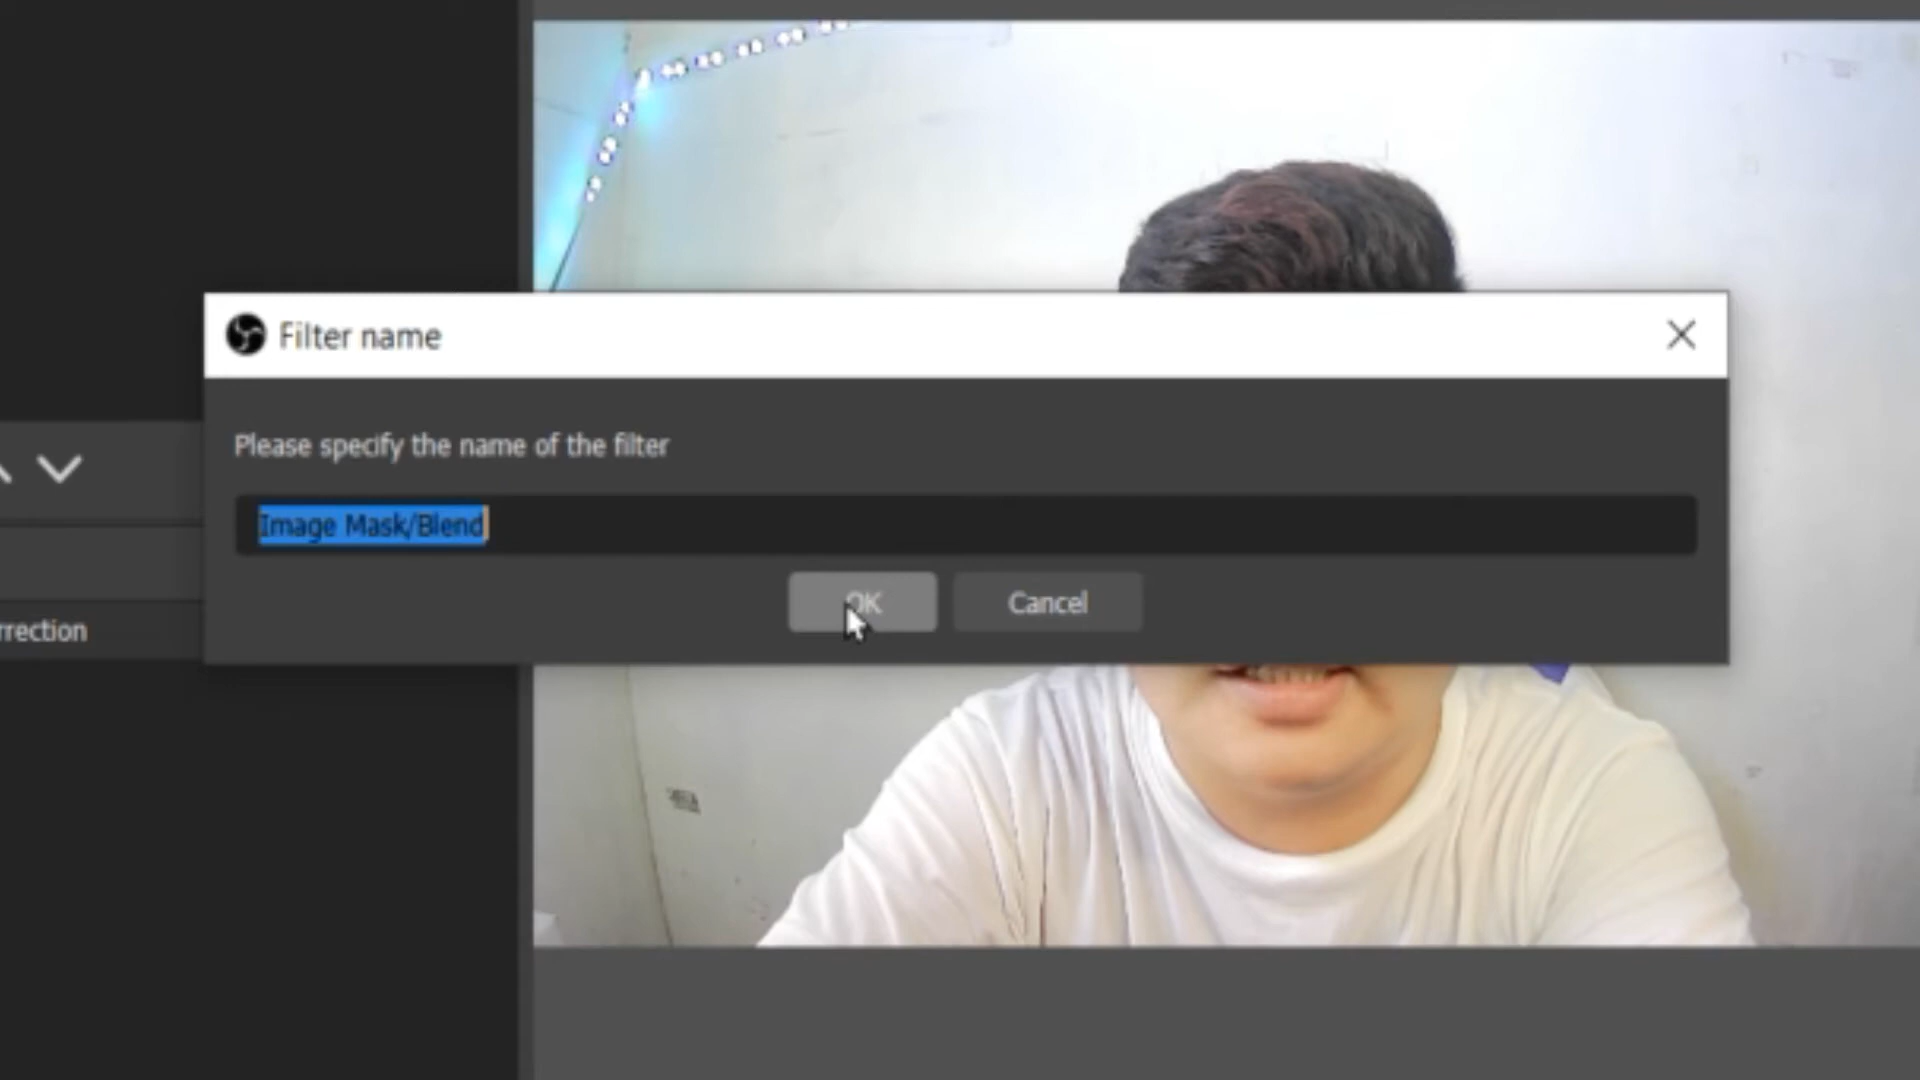 Filter name
Please specify the name of the filter
Image Mask/Blend
OK
Cancel
rrection